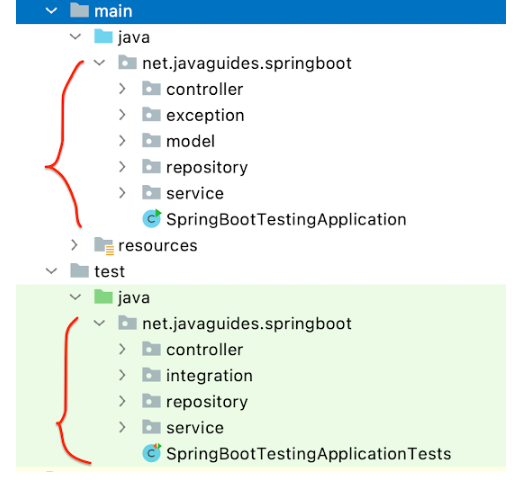 main
java
net.javaguides.springboot
controller
exception
model
repository
service
SpringBootTestingApplication
resources
test
java
net.javaguides.springboot
controller
integration
repository
service
SpringBootTestingApplicationTests